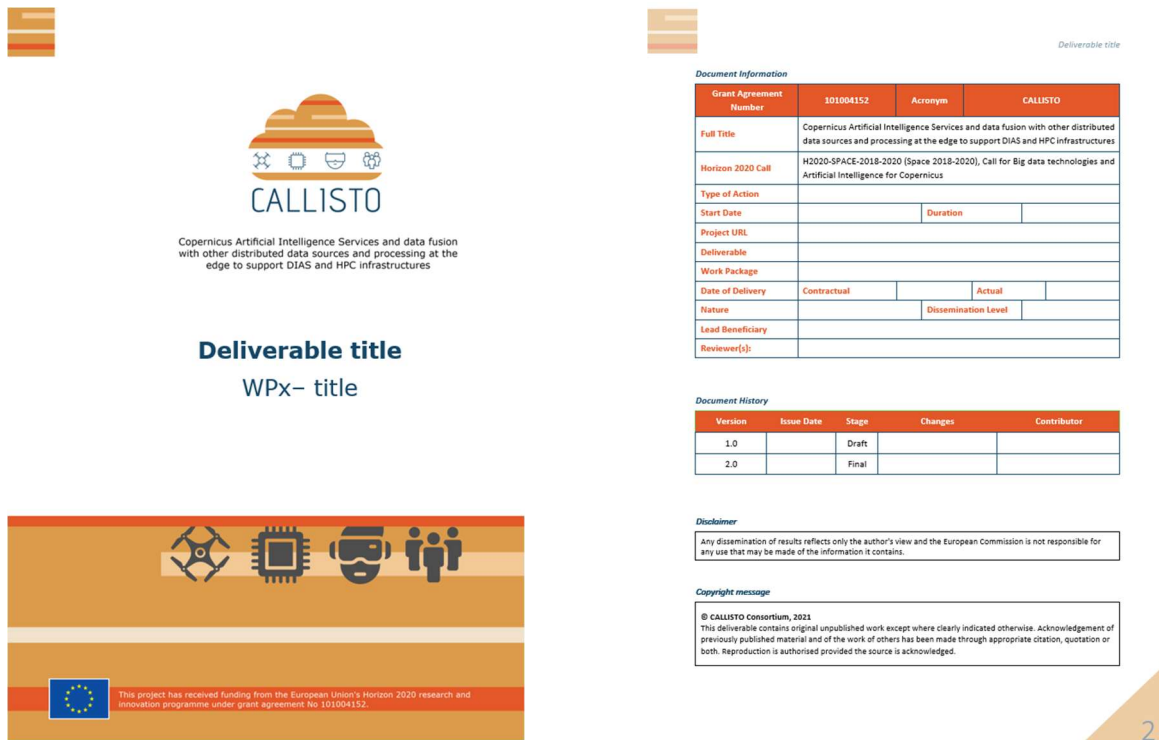 CALLISTO
Copernicus Artificial Intelligence Services and data fusion
with other distributed data sources and processing at the
edge to support DIAS and HPC infrastructures
Deliverable title
WPx– title
This project has received funding from the European Union's Horizon 2020 research and
innovation programme under grant agreement No 101004152.
Deliverable title
Document Information
Grant Agreement
Number
101004152
Acronym
CALLISTO
Full Title
Copernicus Artificial Intelligence Services and data fusion with other distributed
data sources and processing at the edge to support DIAS and HPC infrastructures
Horizon 2020 Call
H2020-SPACE-2018-2020 (Space 2018-2020), Call for Big data technologies and
Artificial Intelligence for Copernicus
Type of Action
Start Date
Duration
Project URL
Deliverable
Work Package
Date of Delivery
Contractual
Actual
Nature
Dissemination Level
Lead Beneficiary
Reviewer(s):
Document History
Version Issue Date Stage Changes Contributor
1.0 Draft
2.0 Final
Disclaimer
Any dissemination of results reflects only the author's view and the European Commission is not responsible for
any use that may be made of the information it contains.
Copyright message
© CALLISTO Consortium, 2021
This deliverable contains original unpublished work except where clearly indicated otherwise. Acknowledgement of
previously published material and of the work of others has been made through appropriate citation, quotation or
both. Reproduction is authorised provided the source is acknowledged.
2